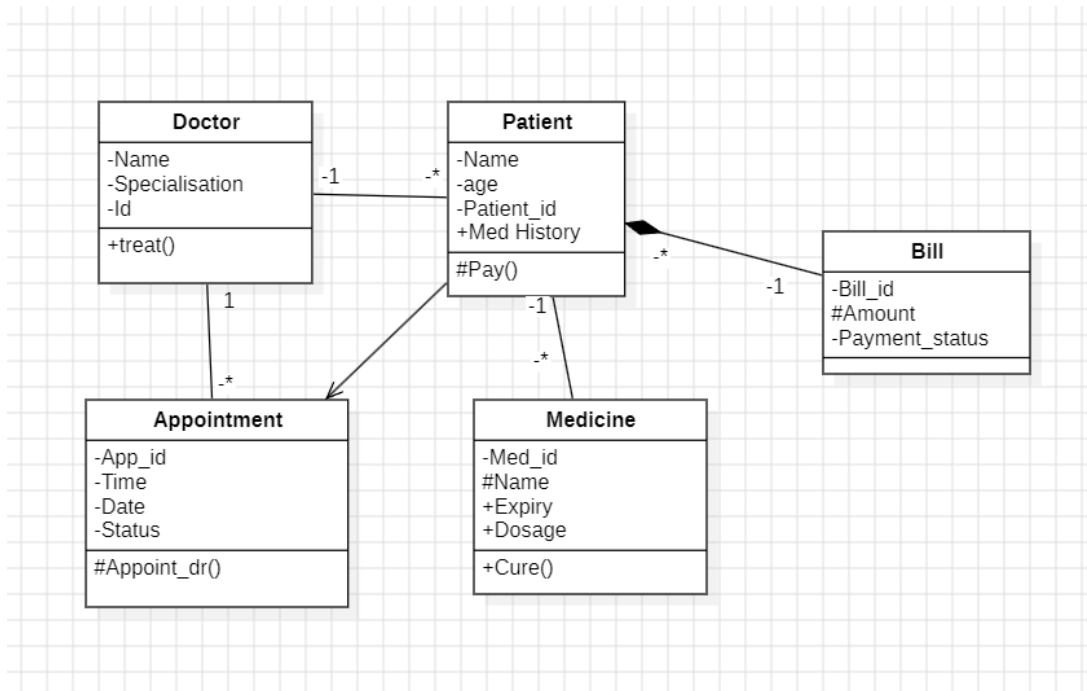 Doctor
-Name
-Specialisation
-Id
+treat()
-1
-*
Patient
-Name
-age
-Patient_id
+Med History
#Pay()
-*
-1
Bill
-Bill_id
#Amount
-Payment_status
1
-*
-1
-*
Appointment
-App_id
-Time
-Date
-Status
#Appoint_dr()
Medicine
-Med_id
#Name
+Expiry
+Dosage
+Cure()